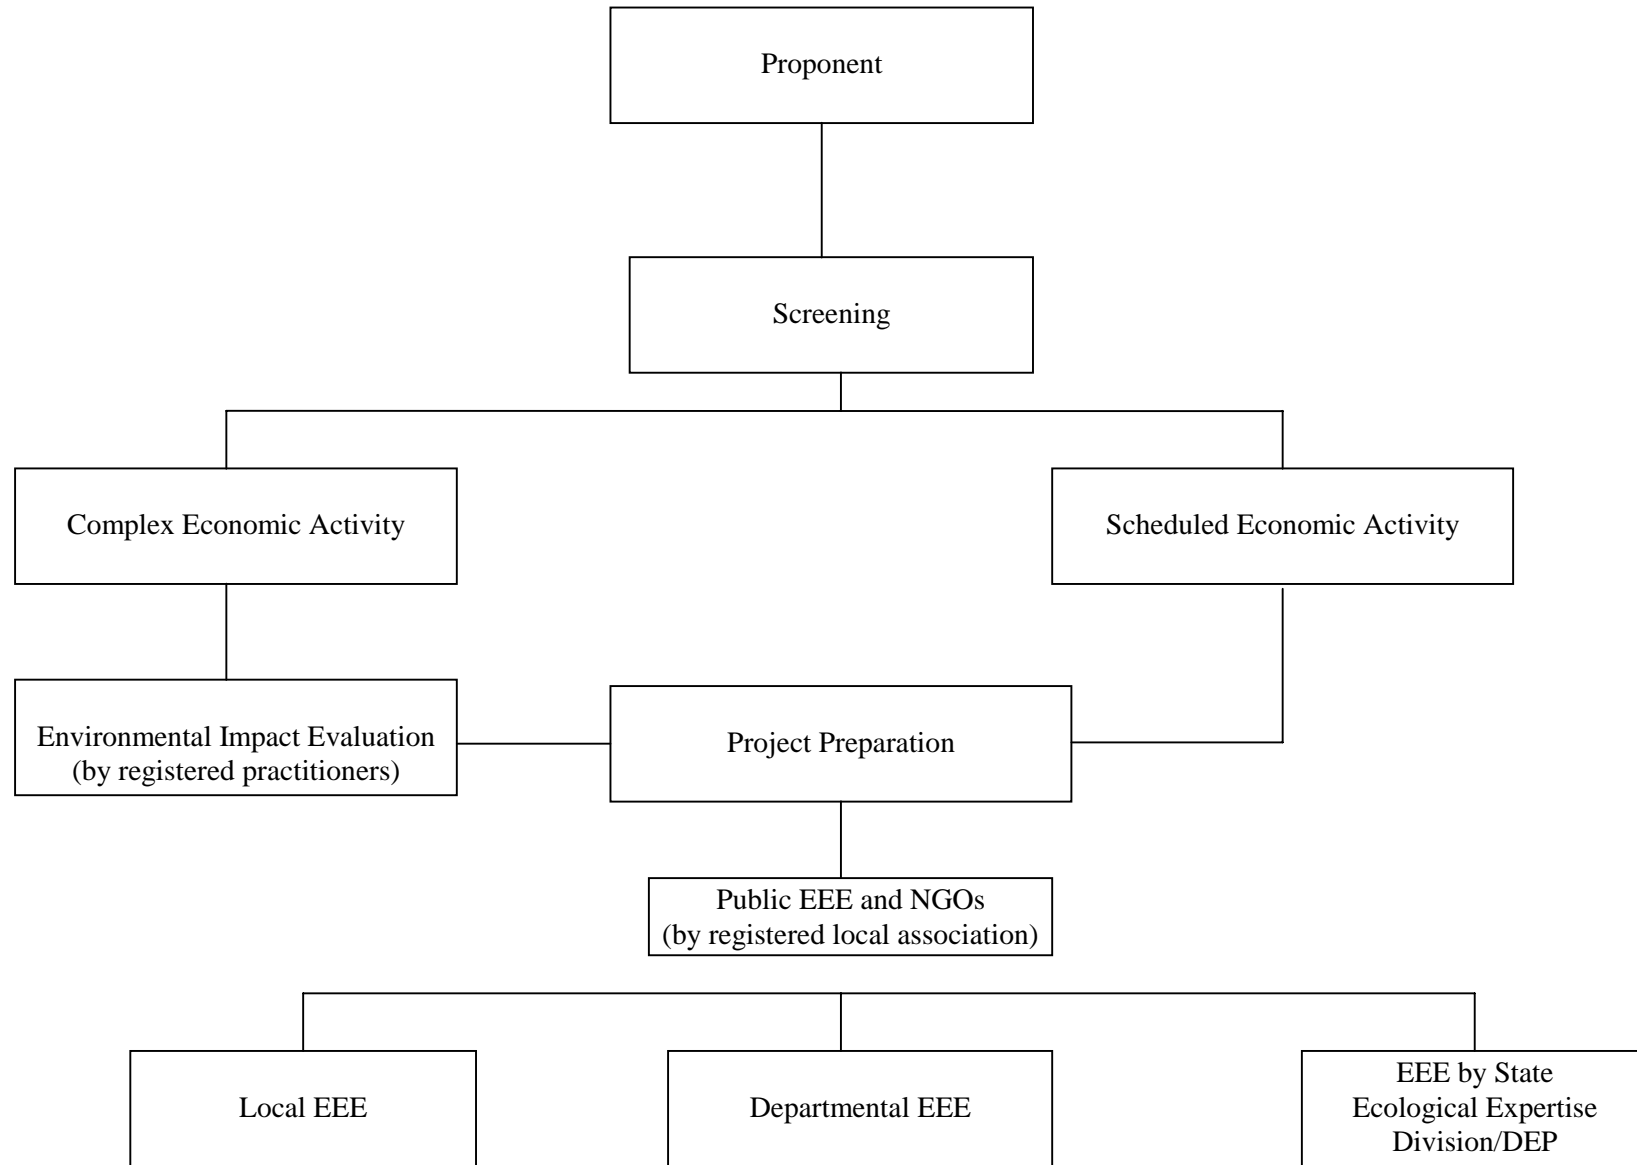 Proponent
Screening
Complex Economic Activity
Scheduled Economic Activity
Environmental Impact Evaluation
(by registered practitioners)
Project Preparation
Public EEE and NGOs
(by registered local association)
Local EEE
Departmental EEE
EEE by State
Ecological Expertise
Division/DEP